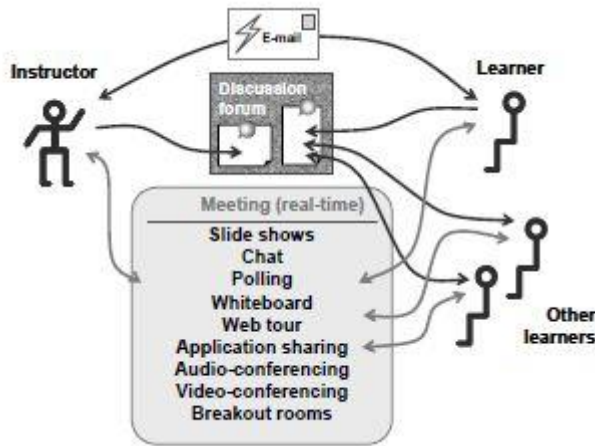 E-mail
Instructor
Learner
Discussion
forum
Meeting (real-time)
Slide shows
Chat
Polling
Whiteboard
Web tour
Application sharing
Audio-conferencing
Video-conferencing
Breakout rooms
Other
learners